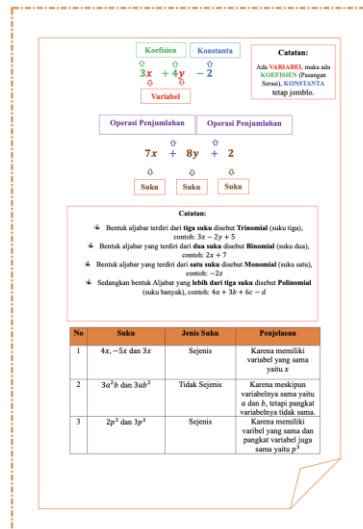 Koefisien Konstanta
3x + 4y − 2
Variabel
Catatan:
Ada VARIABEL maka ada
KOEFISIEN (Pasangan
Serasi), KONSTANTA
tetap jomblo.
Operasi Penjumlahan Operasi Penjumlahan
7x + 8y + 2
Suku Suku Suku
Catatan:
Bentuk aljabar terdiri dari tiga suku disebut Trinomial (suku tiga),
contoh: 3x − 2y + 5
Bentuk aljabar yang terdiri dari dua suku disebut Binomial (suku dua),
contoh: 2x + 7
Bentuk aljabar yang terdiri dari satu suku disebut Monomial (suku satu),
contoh: −2z
Sedangkan bentuk Aljabar yang lebih dari tiga suku disebut Polinomial
(suku banyak), contoh: 4a + 3b + 6c − d
No Suku Jenis Suku Penjelasan
1 4x, −5x dan 3x Sejenis Karena memiliki
variabel yang sama
yaitu x
2 3a²b dan 3ab² Tidak Sejenis Karena meskipun
variabelnya sama yaitu
a dan b, tetapi pangkat
variabelnya tidak sama.
3 2p³ dan 3p³ Sejenis Karena memiliki
varibel yang sama dan
pangkat variabel juga
sama yaitu p³